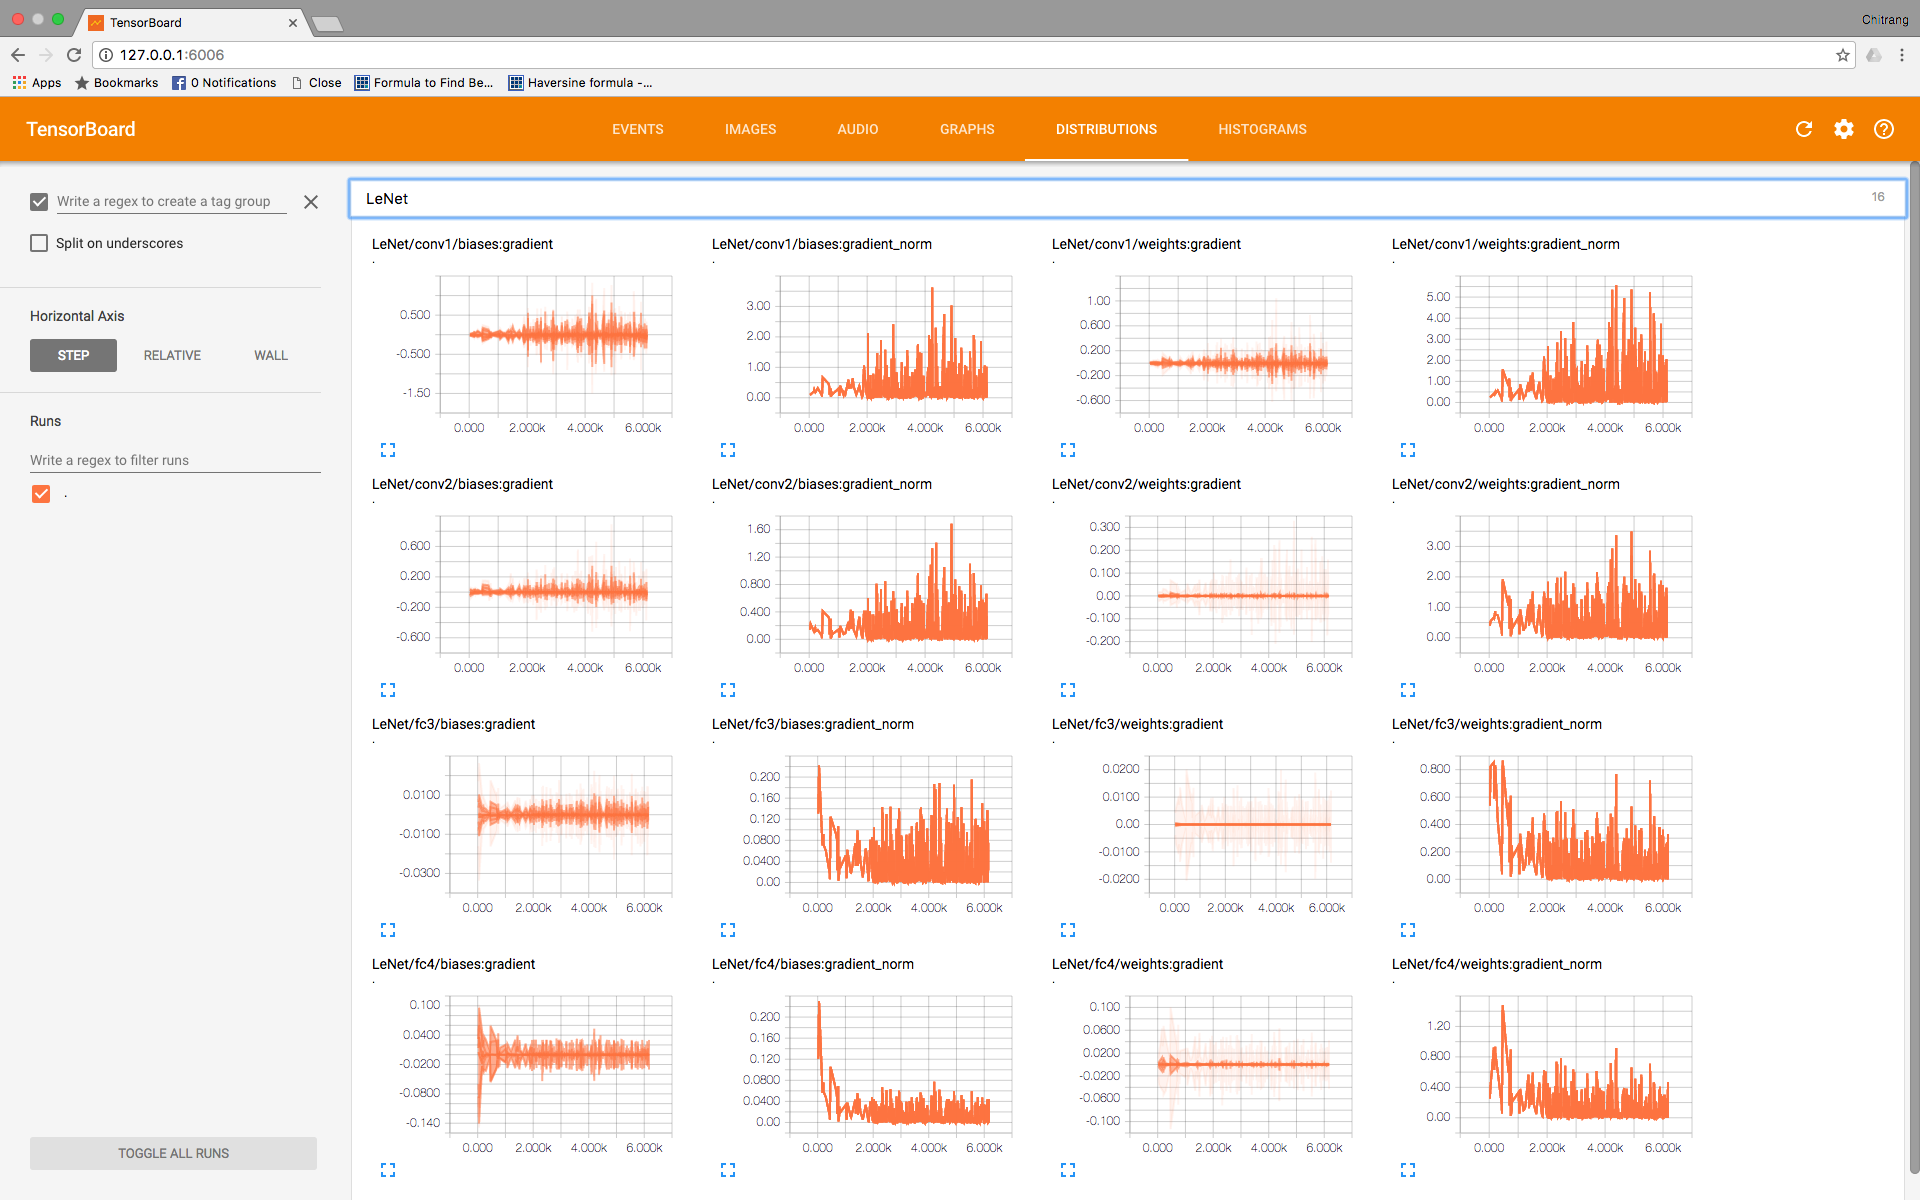 TensorBoard
Chitrang
127.0.0.1:6006
Apps Bookmarks 0 Notifications Close Formula to Find Be... Haversine formula -...
TensorBoard EVENTS IMAGES AUDIO GRAPHS DISTRIBUTIONS HISTOGRAMS
Write a regex to create a tag group
Split on underscores
Horizontal Axis
STEP RELATIVE WALL
Runs
Write a regex to filter runs
.
TOGGLE ALL RUNS
LeNet 16
LeNet/conv1/biases:gradient
.
0.500
-0.500
-1.50
0.000 2.000k 4.000k 6.000k
LeNet/conv1/biases:gradient_norm
.
3.00
2.00
1.00
0.00
0.000 2.000k 4.000k 6.000k
LeNet/conv1/weights:gradient
.
1.00
0.600
0.200
-0.200
-0.600
0.000 2.000k 4.000k 6.000k
LeNet/conv1/weights:gradient_norm
.
5.00
4.00
3.00
2.00
1.00
0.00
0.000 2.000k 4.000k 6.000k
LeNet/conv2/biases:gradient
.
0.600
0.200
-0.200
-0.600
0.000 2.000k 4.000k 6.000k
LeNet/conv2/biases:gradient_norm
.
1.60
1.20
0.800
0.400
0.00
0.000 2.000k 4.000k 6.000k
LeNet/conv2/weights:gradient
.
0.300
0.200
0.100
0.00
-0.100
-0.200
0.000 2.000k 4.000k 6.000k
LeNet/conv2/weights:gradient_norm
.
3.00
2.00
1.00
0.00
0.000 2.000k 4.000k 6.000k
LeNet/fc3/biases:gradient
.
0.0100
-0.0100
-0.0300
0.000 2.000k 4.000k 6.000k
LeNet/fc3/biases:gradient_norm
.
0.200
0.160
0.120
0.0800
0.0400
0.00
0.000 2.000k 4.000k 6.000k
LeNet/fc3/weights:gradient
.
0.0200
0.0100
0.00
-0.0100
-0.0200
0.000 2.000k 4.000k 6.000k
LeNet/fc3/weights:gradient_norm
.
0.800
0.600
0.400
0.200
0.00
0.000 2.000k 4.000k 6.000k
LeNet/fc4/biases:gradient
.
0.100
0.0400
-0.0200
-0.0800
-0.140
0.000 2.000k 4.000k 6.000k
LeNet/fc4/biases:gradient_norm
.
0.200
0.160
0.120
0.0800
0.0400
0.00
0.000 2.000k 4.000k 6.000k
LeNet/fc4/weights:gradient
.
0.100
0.0600
0.0200
-0.0200
-0.0600
-0.100
0.000 2.000k 4.000k 6.000k
LeNet/fc4/weights:gradient_norm
.
1.20
0.800
0.400
0.00
0.000 2.000k 4.000k 6.000k